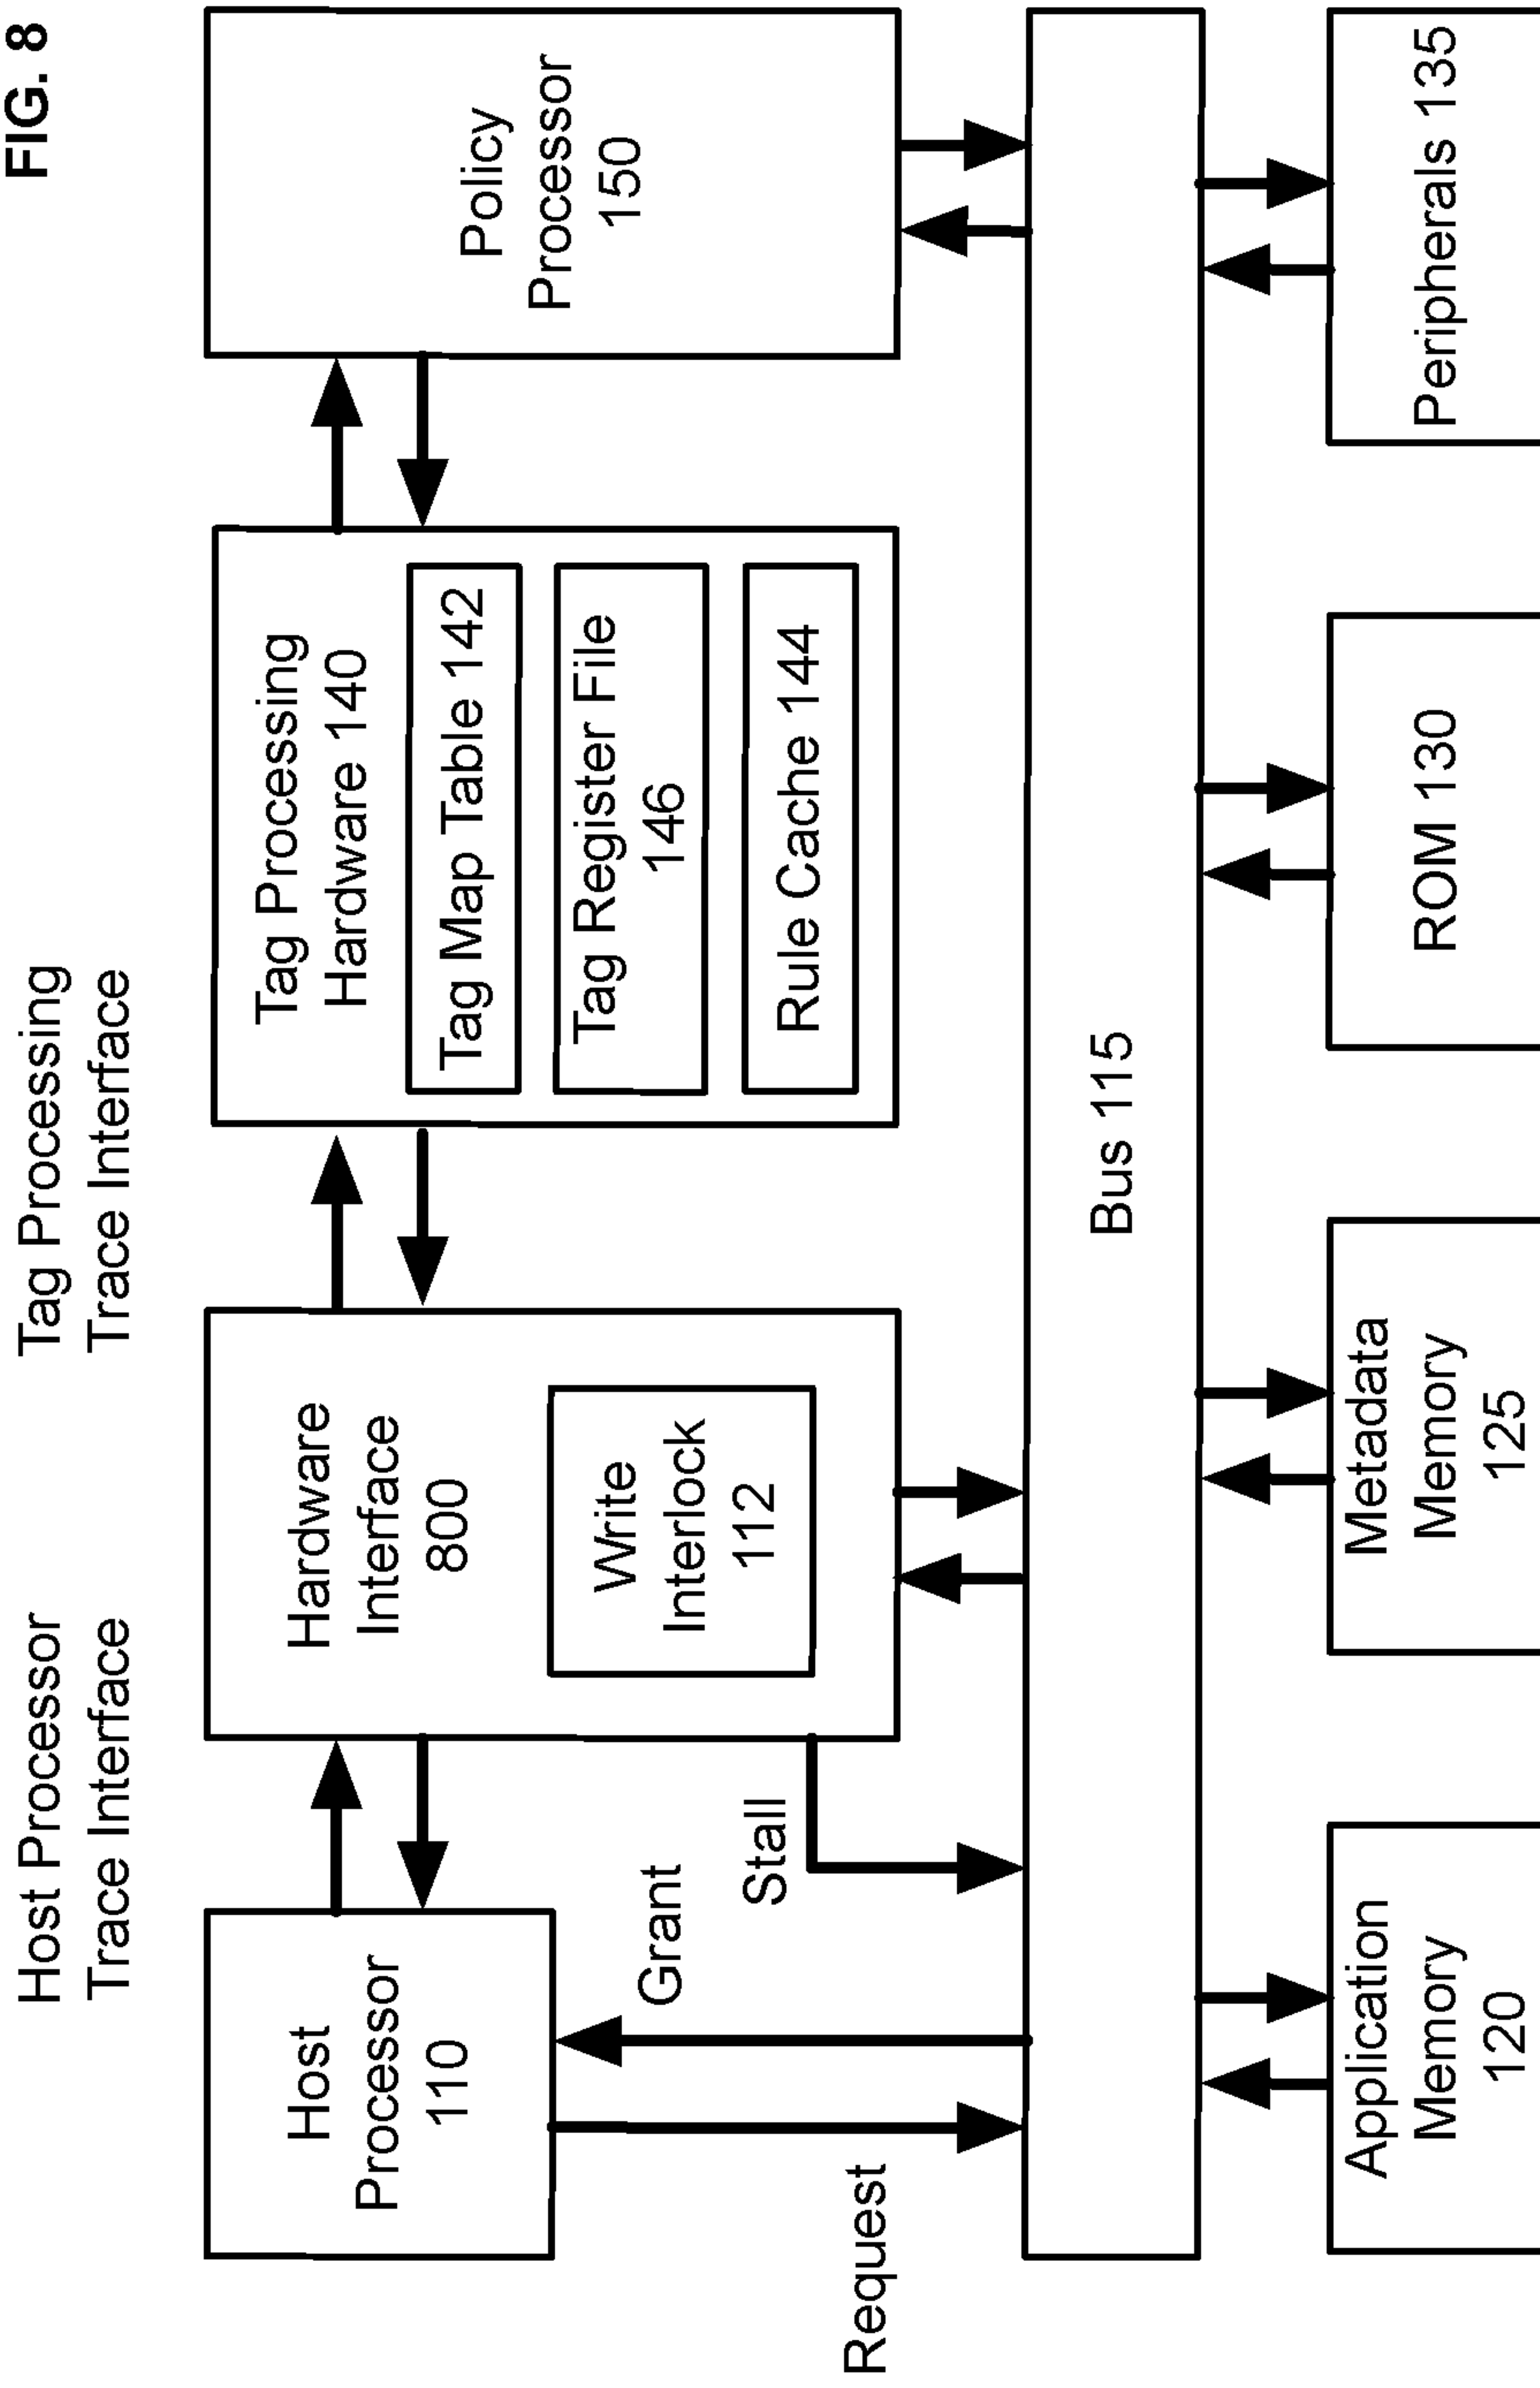 FIG. 8
Host Processor
Trace Interface
Tag Processing
Trace Interface
Host
Processor
110
Hardware
Interface
800
Write
Interlock
112
Tag Processing
Hardware 140
Tag Map Table 142
Tag Register File
146
Rule Cache 144
Policy
Processor
150
Request
Grant
Stall
Bus 115
Application
Memory
120
Metadata
Memory
125
ROM 130
Peripherals 135